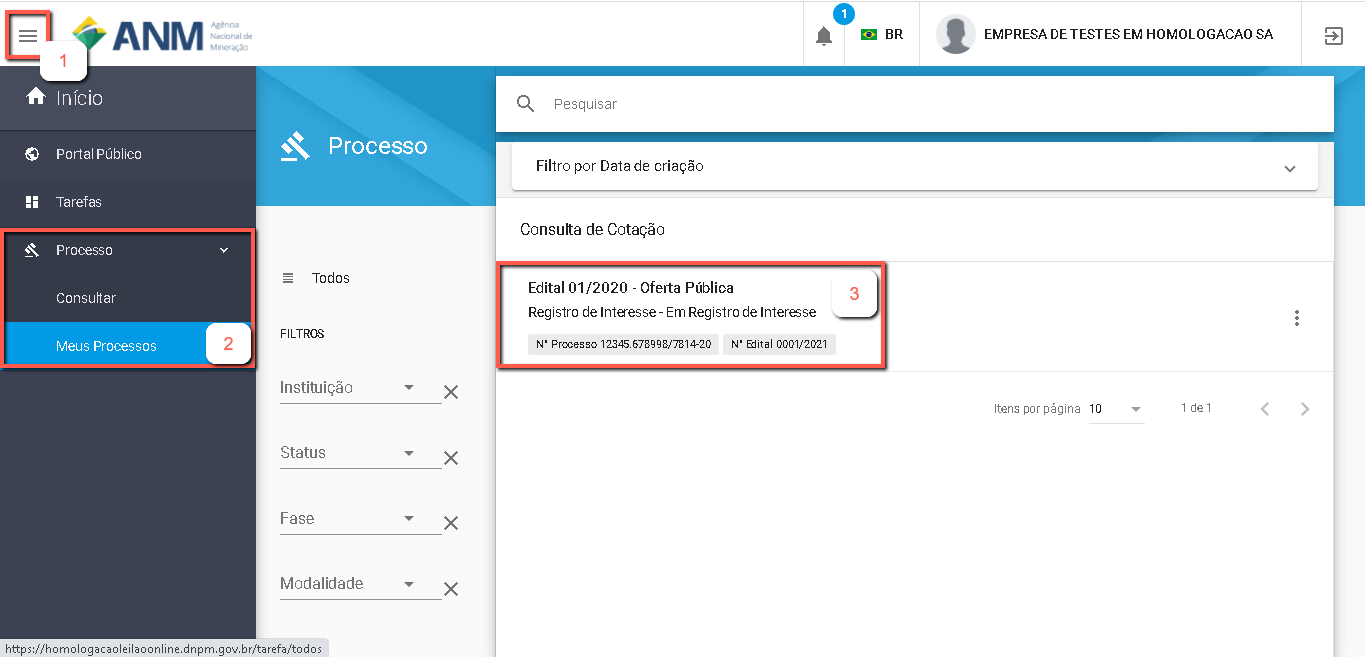 1
ANM
Agência
Nacional de
Mineração
1
BR
EMPRESA DE TESTES EM HOMOLOGACAO SA
Início
Portal Público
Tarefas
Processo
Consultar
Meus Processos
2
Processo
Todos
FILTROS
Instituição
Status
Fase
Modalidade
Pesquisar
Filtro por Data de criação
Consulta de Cotação
Edital 01/2020 - Oferta Pública
3
Registro de Interesse - Em Registro de Interesse
N° Processo 12345.678998/7814-20 N° Edital 0001/2021
Itens por página 10 1 de 1
https://homologacaoleilaoonline.dnpm.gov.br/tarefa/todos